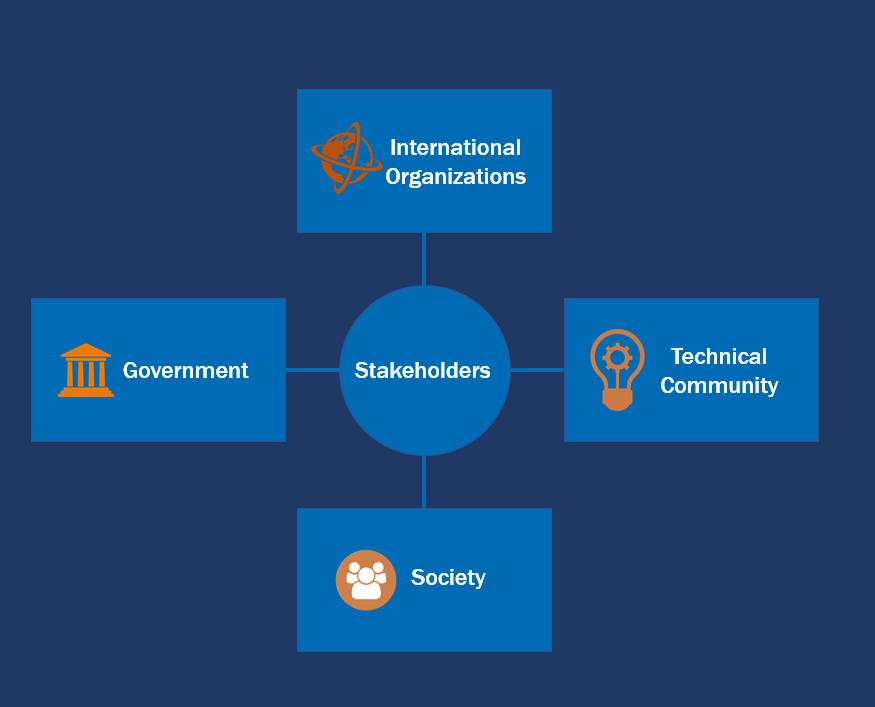 International
Organizations
Government
Stakeholders
Technical
Community
Society